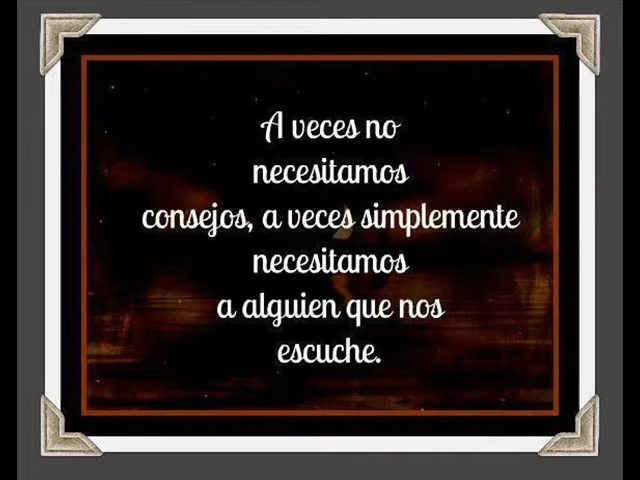 A veces no
necesitamos
consejos, a veces simplemente
necesitamos
a alguien que nos
escuche.